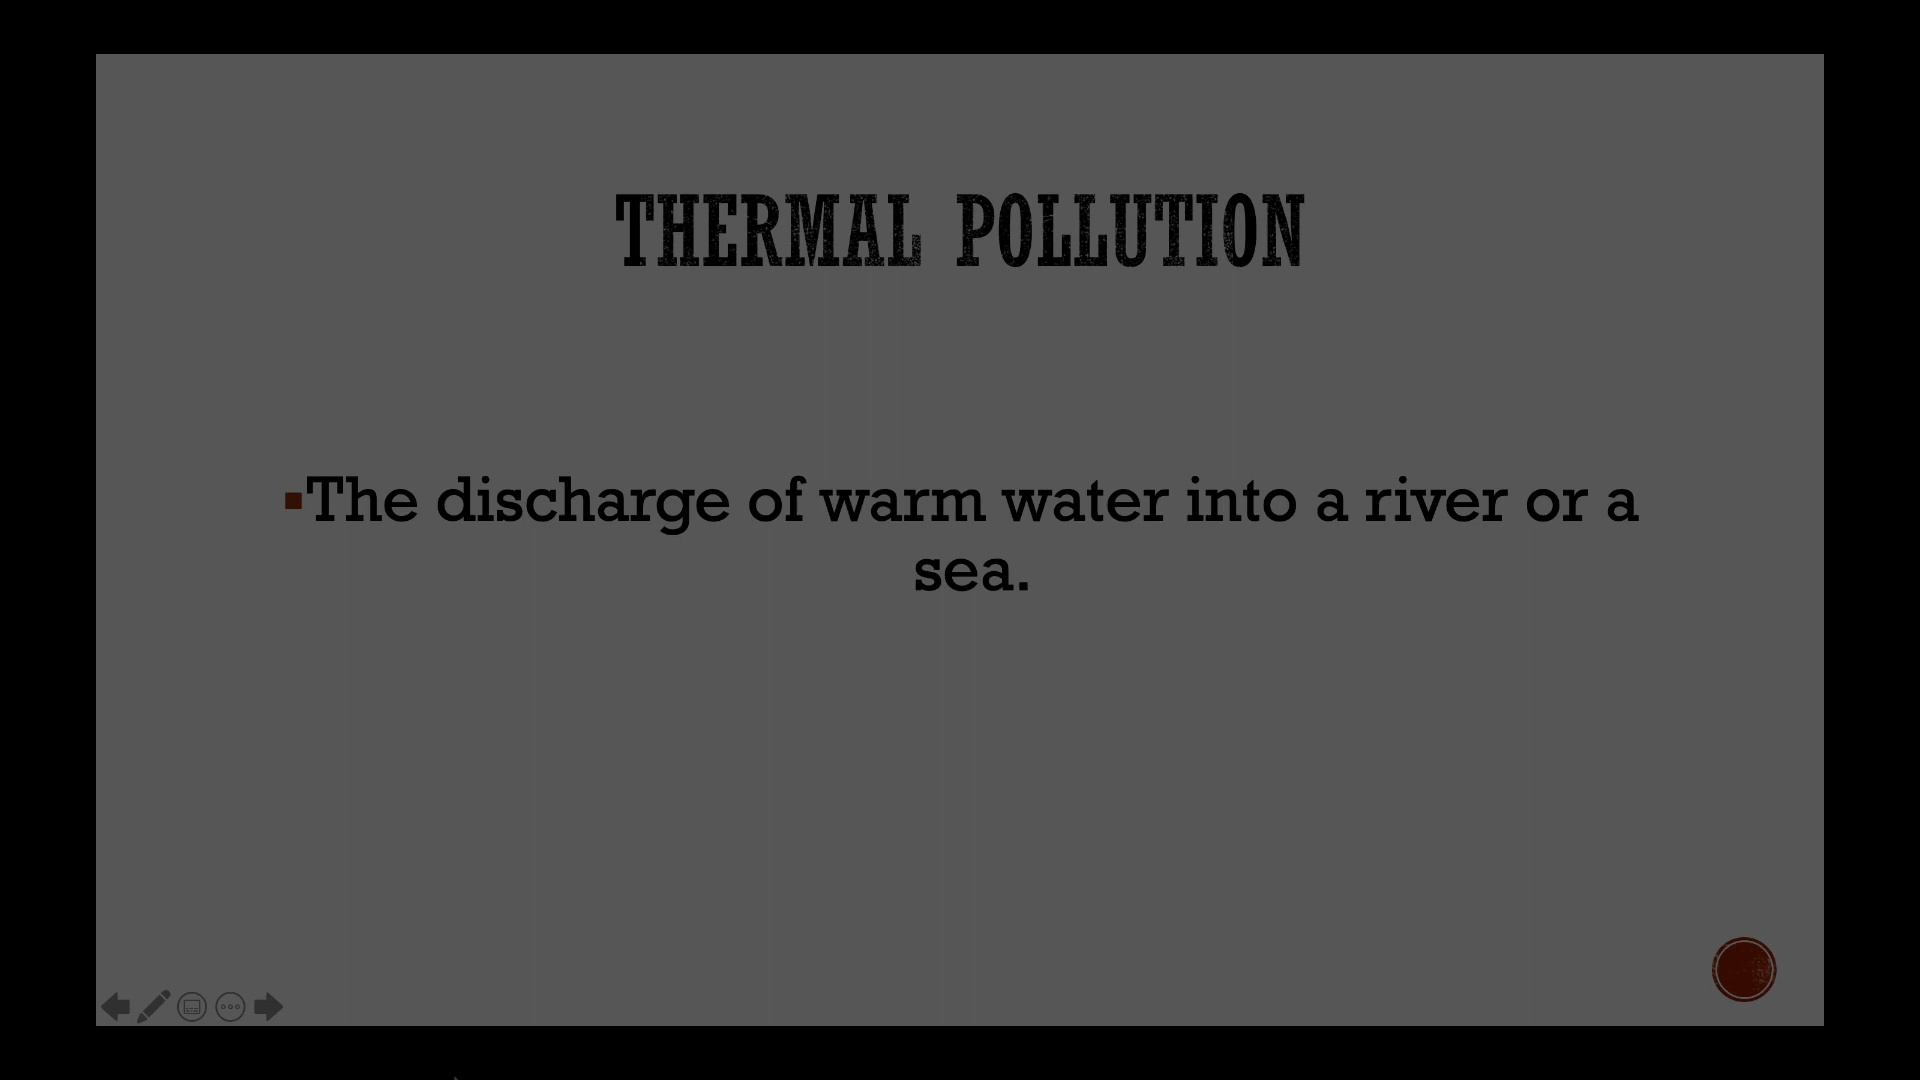 THERMAL POLLUTION
▪The discharge of warm water into a river or a
sea.